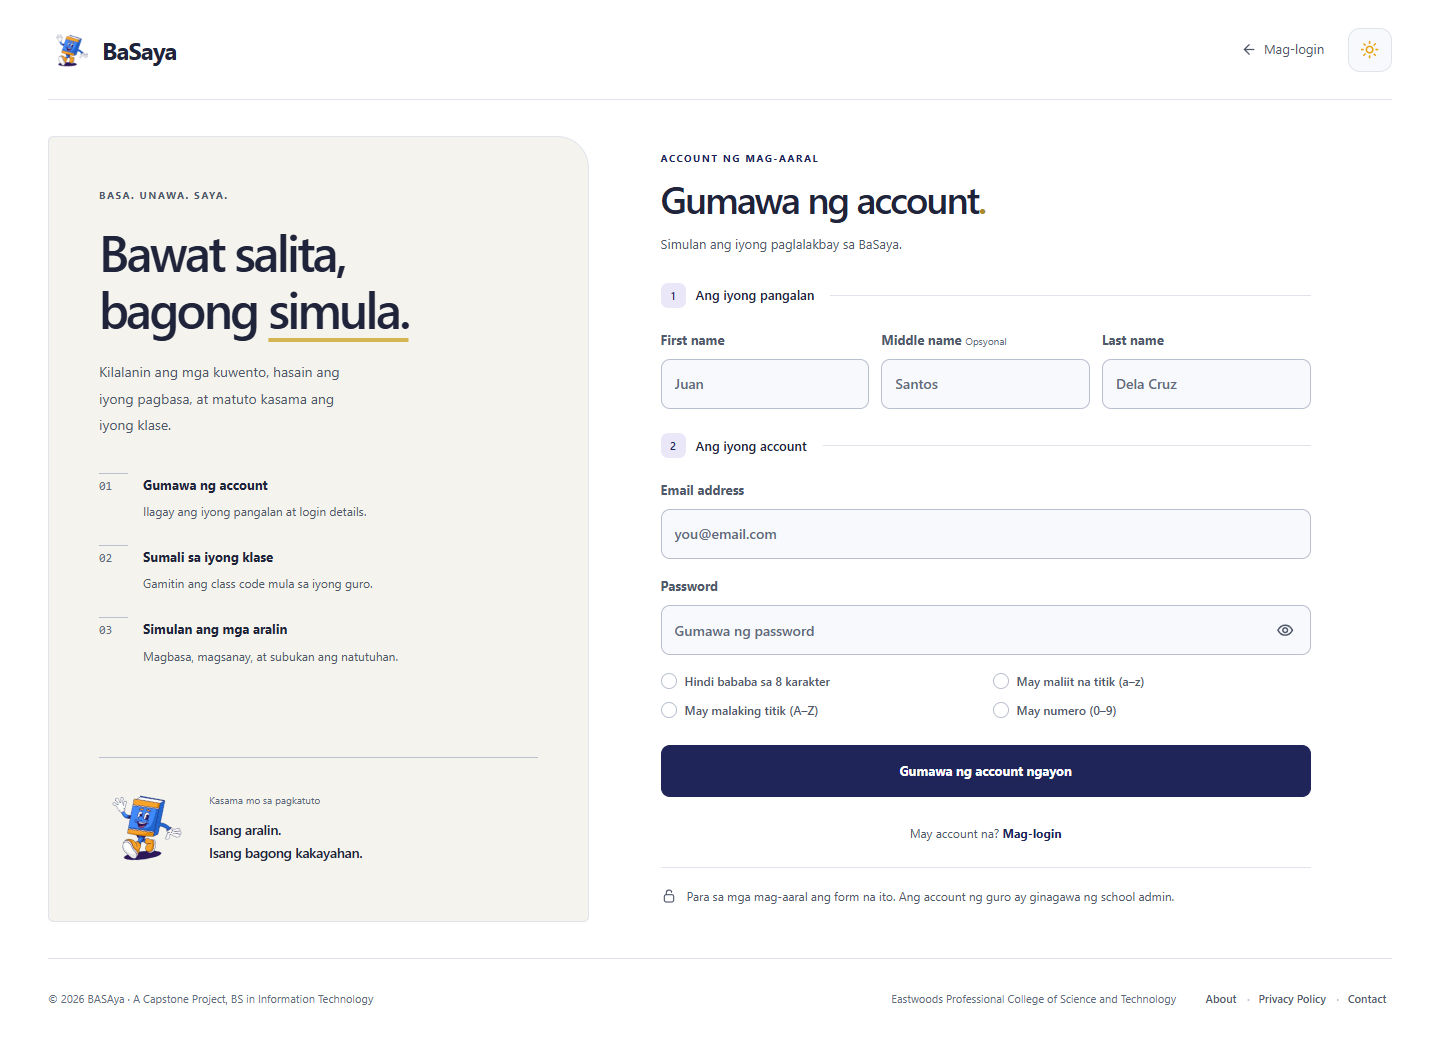 BaSaya
Mag-login
BASA. UNAWA. SAYA.
Bawat salita,
bagong simula.
Kilalanin ang mga kuwento, hasain ang
iyong pagbasa, at matuto kasama ang
iyong klase.
01
Gumawa ng account
Ilagay ang iyong pangalan at login details.
02
Sumali sa iyong klase
Gamitin ang class code mula sa iyong guro.
03
Simulan ang mga aralin
Magbasa, magsanay, at subukan ang natutuhan.
Kasama mo sa pagkatuto
Isang aralin.
Isang bagong kakayahan.
ACCOUNT NG MAG-AARAL
Gumawa ng account.
Simulan ang iyong paglalakbay sa BaSaya.
1 Ang iyong pangalan
First name
Middle name Opsyonal
Last name
Juan
Santos
Dela Cruz
2 Ang iyong account
Email address
you@email.com
Password
Gumawa ng password
Hindi bababa sa 8 karakter
May maliit na titik (a–z)
May malaking titik (A–Z)
May numero (0–9)
Gumawa ng account ngayon
May account na? Mag-login
Para sa mga mag-aaral ang form na ito. Ang account ng guro ay ginagawa ng school admin.
© 2026 BASAya · A Capstone Project, BS in Information Technology
Eastwoods Professional College of Science and Technology
About · Privacy Policy · Contact